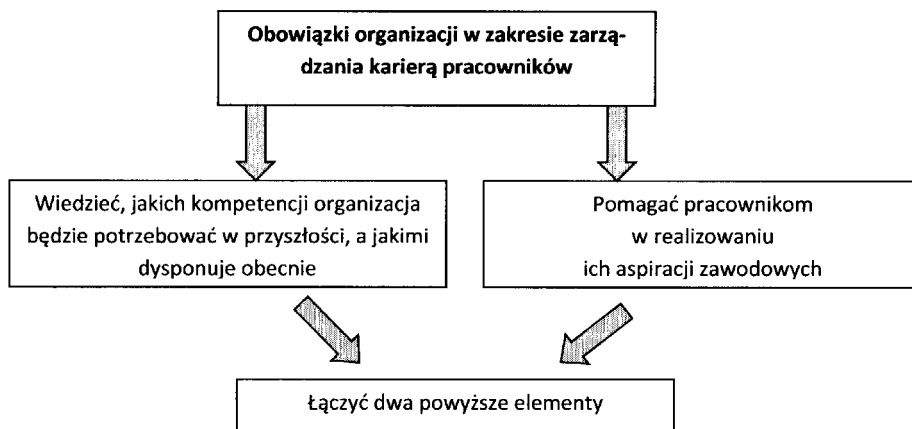 Obowiązki organizacji w zakresie zarzą-
dzania karierą pracowników
Wiedzieć, jakich kompetencji organizacja
będzie potrzebować w przyszłości, a jakimi
dysponuje obecnie
Pomagać pracownikom
w realizowaniu
ich aspiracji zawodowych
Łączyć dwa powyższe elementy